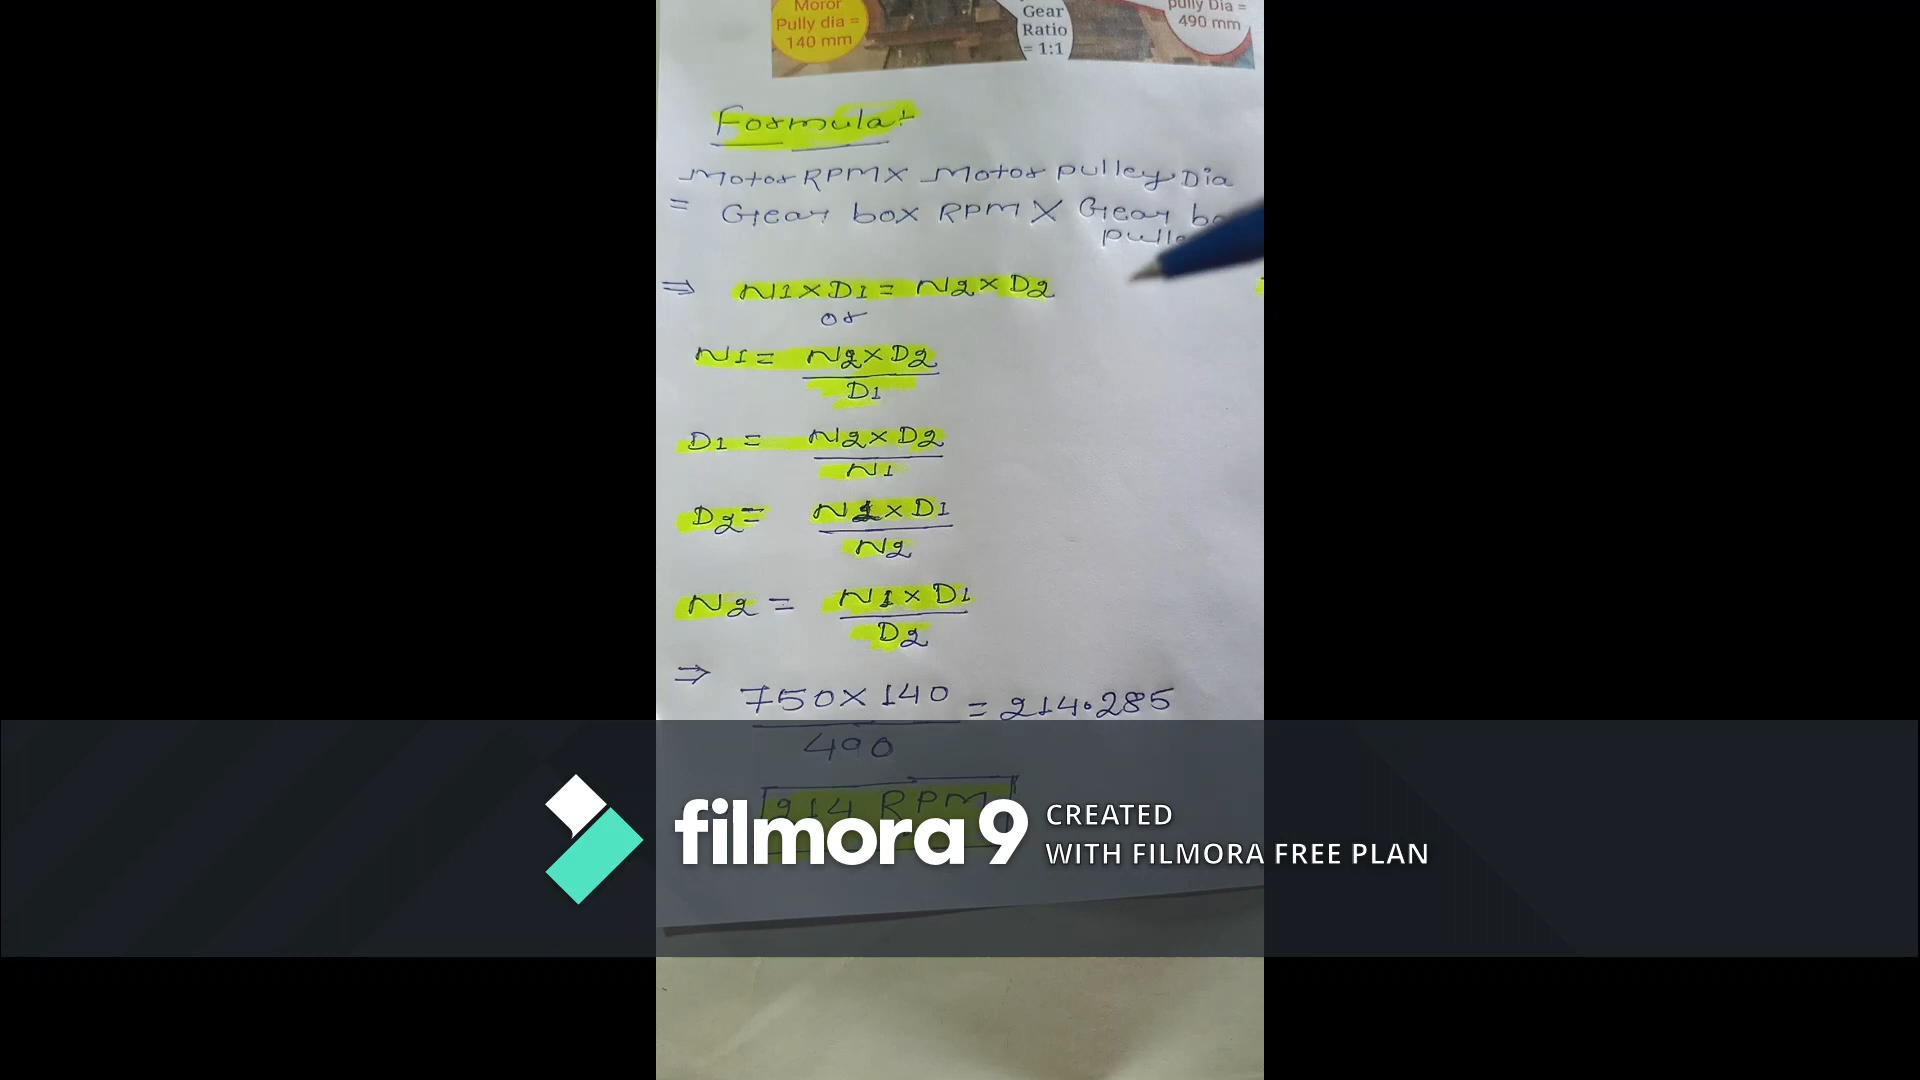 Moror
Pully dia =
140 mm
Gear
Ratio
= 1:1
pully Dia =
490 mm
Formula:
Motor RPM X Motor pulley Dia
= Gear box RPM X Gear
⇒ N1 × D1 = N2 × D2
or
N1 = N2 × D2
D1
D1 = N2 × D2
N1
D2 = N1 × D1
N2
N2 = N1 × D1
D2
⇒
750 × 140 = 214.285
490
214 RPM
filmora 9
CREATED
WITH FILMORA FREE PLAN